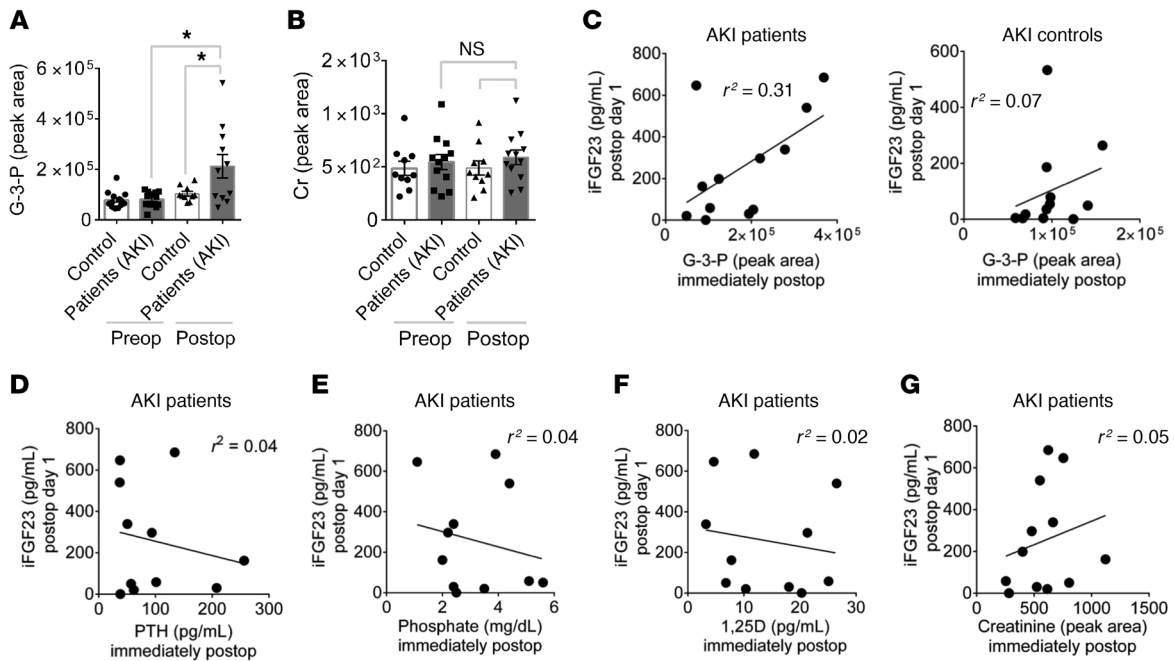 A
G-3-P (peak area)
6×10⁵
4×10⁵
2×10⁵
0
*
*
Control
Patients (AKI)
Control
Patients (AKI)
Preop
Postop
B
Cr (peak area)
2×10³
1×10³
5×10²
0
NS
Control
Patients (AKI)
Control
Patients (AKI)
Preop
Postop
C
AKI patients
iFGF23 (pg/mL)
postop day 1
800
600
400
200
0
r² = 0.31
0
2×10⁵
4×10⁵
G-3-P (peak area)
immediately postop
AKI controls
iFGF23 (pg/mL)
postop day 1
600
400
200
0
r² = 0.07
0
1×10⁵
2×10⁵
G-3-P (peak area)
immediately postop
D
AKI patients
iFGF23 (pg/mL)
postop day 1
800
600
400
200
0
r² = 0.04
0
100
200
300
PTH (pg/mL)
immediately postop
E
AKI patients
iFGF23 (pg/mL)
postop day 1
800
600
400
200
0
r² = 0.04
0
2
4
6
Phosphate (mg/dL)
immediately postop
F
AKI patients
iFGF23 (pg/mL)
postop day 1
800
600
400
200
0
r² = 0.02
0
10
20
30
1,25D (pg/mL)
immediately postop
G
AKI patients
iFGF23 (pg/mL)
postop day 1
800
600
400
200
0
r² = 0.05
0
500
1000
1500
Creatinine (peak area)
immediately postop